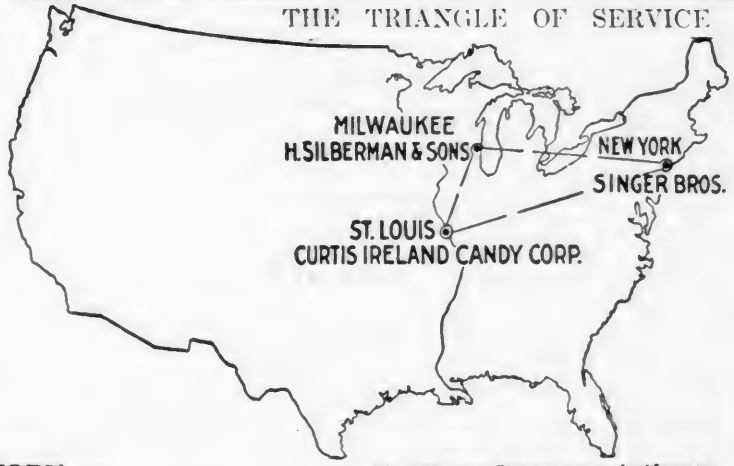 THE TRIANGLE OF SERVICE
MILWAUKEE
H. SILBERMAN & SONS
NEW YORK
SINGER BROS.
ST. LOUIS
CURTIS IRELAND CANDY CORP.